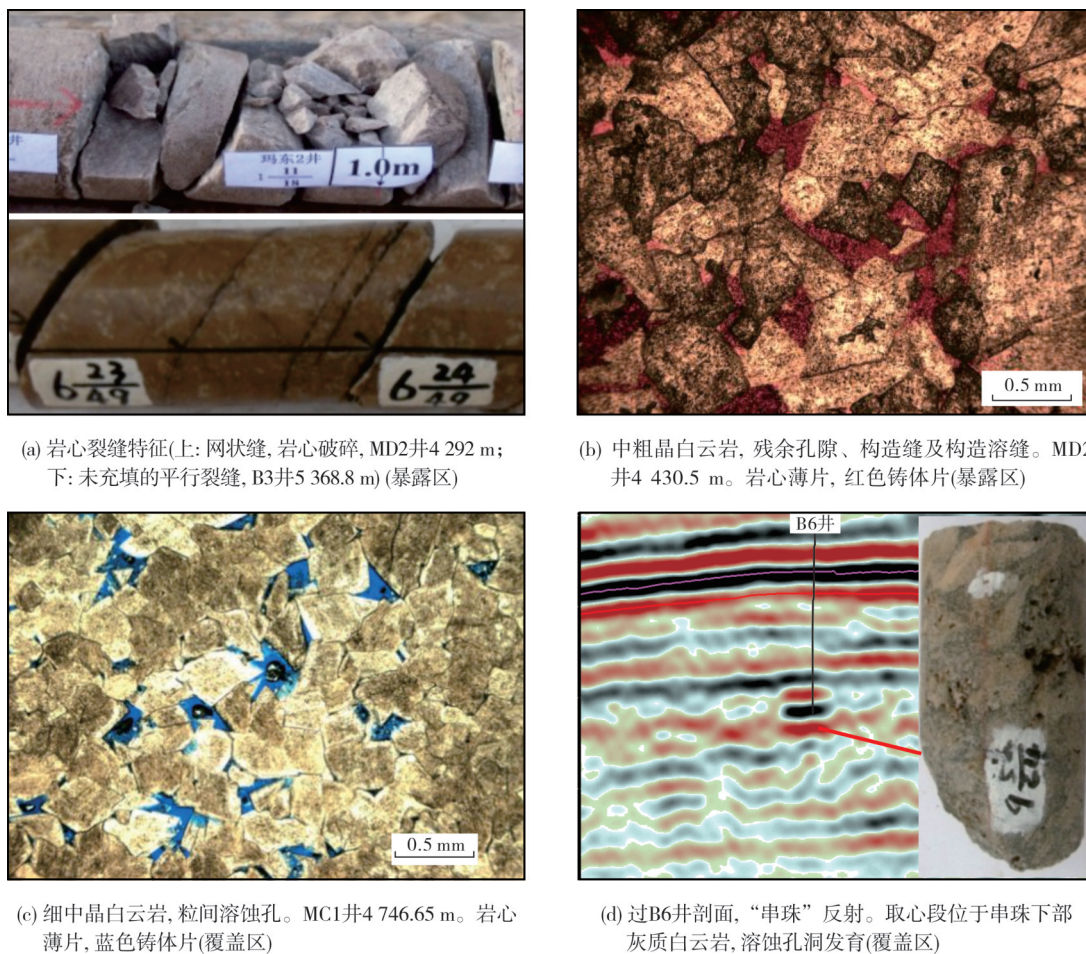 井
玛东2井
1 11/18
1.0m
6 23/49
6 24/49
(a) 岩心裂缝特征(上: 网状缝, 岩心破碎, MD2井4 292 m;
下: 未充填的平行裂缝, B3井5 368.8 m) (暴露区)
0.5 mm
(b) 中粗晶白云岩, 残余孔隙、构造缝及构造溶缝。MD2
井4 430.5 m。岩心薄片, 红色铸体片(暴露区)
0.5 mm
(c) 细中晶白云岩, 粒间溶蚀孔。MC1井4 746.65 m。岩心
薄片, 蓝色铸体片(覆盖区)
B6井
(d) 过B6井剖面, “串珠” 反射。取心段位于串珠下部
灰质白云岩, 溶蚀孔洞发育(覆盖区)